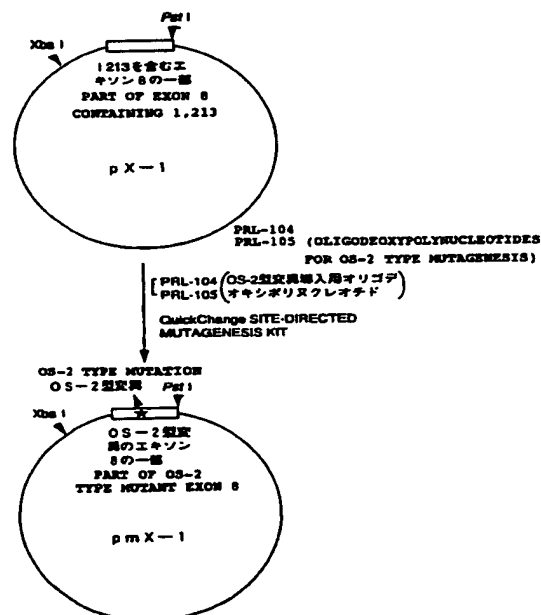 Pst I
Xba I
1213を含むエ
キソン8の一部
PART OF EXON 8
CONTAINING 1,213
pX-1
PRL-104
PRL-105 (OLIGODEOXYPOLYNUCLEOTIDES
FOR OS-2 TYPE MUTAGENESIS)
PRL-104 (OS-2型変異導入用オリゴデ
PRL-105 オキシポリヌクレオチド)
QuickChange SITE-DIRECTED
MUTAGENESIS KIT
OS-2 TYPE MUTATION
OS-2型変異 Pst I
Xba I
OS-2型変
異のエキソン
8の一部
PART OF OS-2
TYPE MUTANT EXON 8
pmX-1